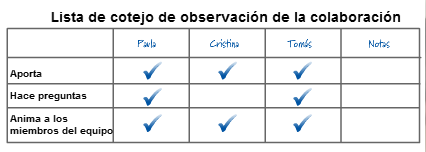 Lista de cotejo de observación de la colaboración
Paula Cristina Tomás Notas
Aporta
Hace preguntas
Anima a los
miembros del equipo